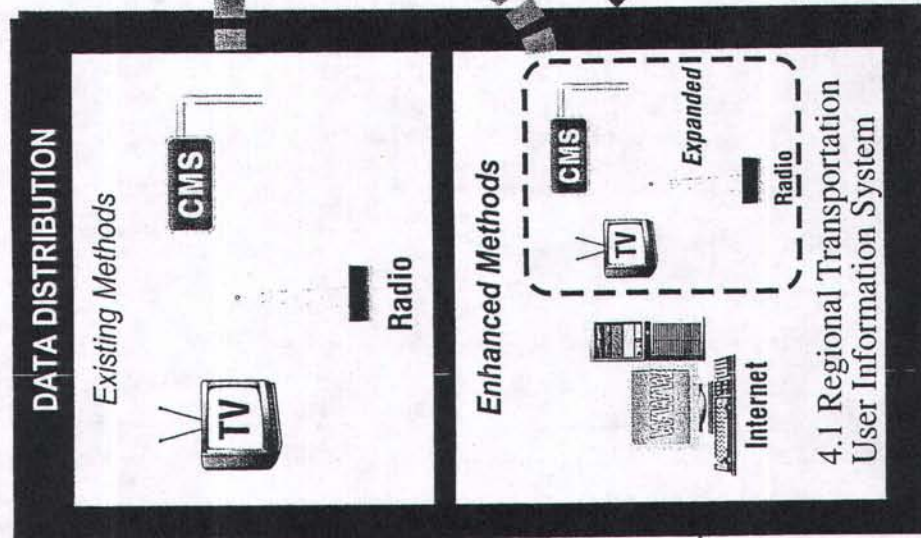 DATA DISTRIBUTION
Existing Methods
TV
CMS
Radio
Enhanced Methods
Internet
TV
CMS
Expanded
Radio
4.1 Regional Transportation
User Information System